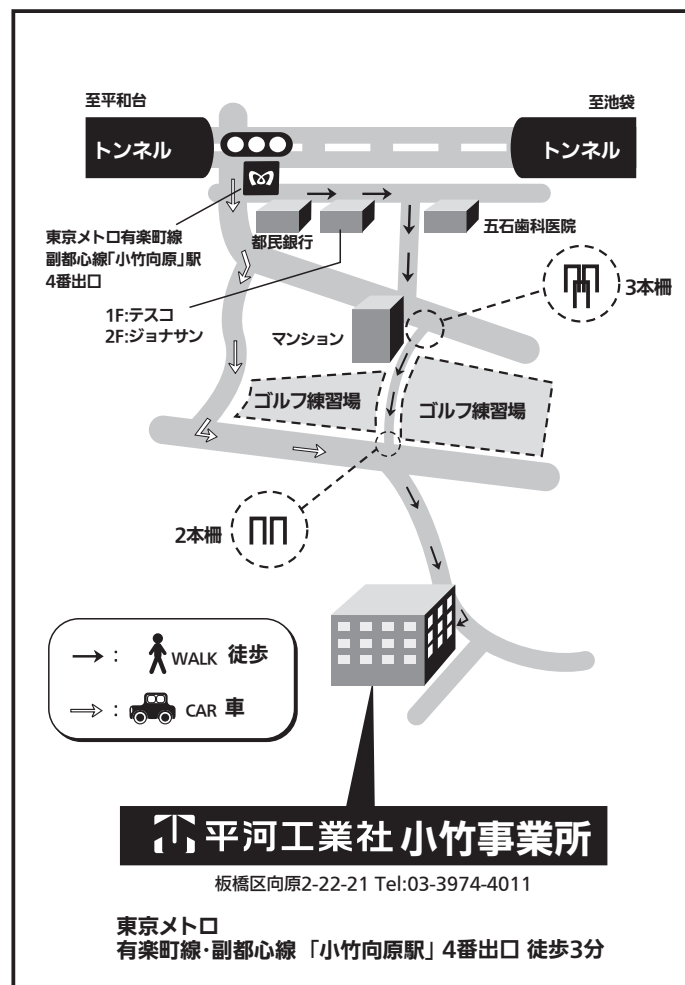 至平和台
至池袋
トンネル
トンネル
東京メトロ有楽町線
副都心線「小竹向原」駅
4番出口
都民銀行
五石歯科医院
1F:テスコ
2F:ジョナサン
マンション
3本柵
ゴルフ練習場
ゴルフ練習場
2本柵
→ : WALK 徒歩
⇒ : CAR 車
平河工業社 小竹事業所
板橋区向原2-22-21 Tel:03-3974-4011
東京メトロ
有楽町線・副都心線「小竹向原駅」4番出口 徒歩3分